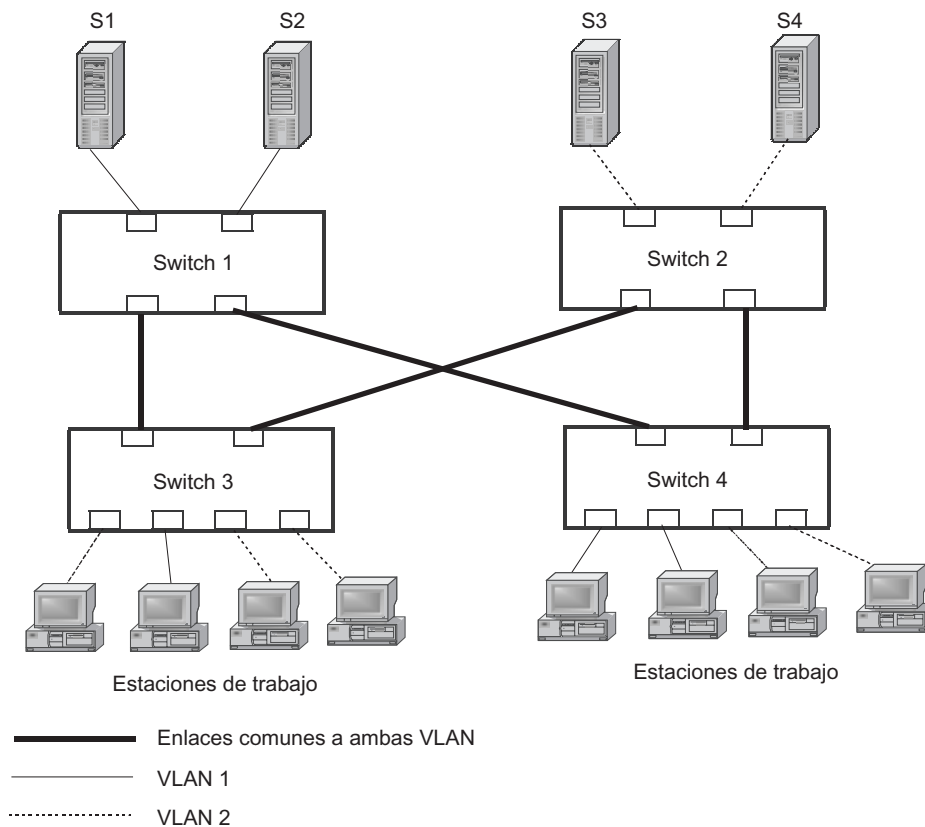 S1
S2
S3
S4
Switch 1
Switch 2
Switch 3
Switch 4
Estaciones de trabajo
Estaciones de trabajo
Enlaces comunes a ambas VLAN
VLAN 1
VLAN 2